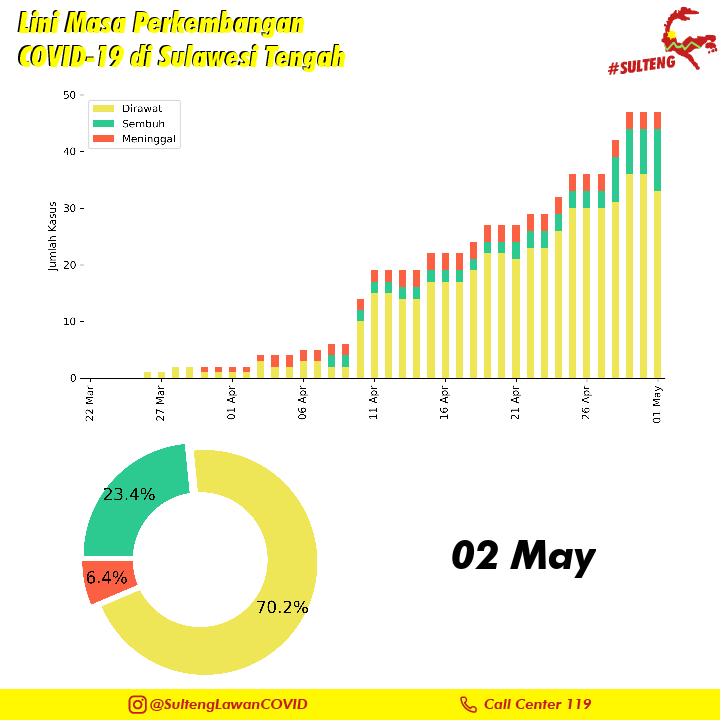 Lini Masa Perkembangan
COVID-19 di Sulawesi Tengah
#SULTENG
50
40
30
20
10
0
Jumlah Kasus
Dirawat
Sembuh
Meninggal
22 Mar
27 Mar
01 Apr
06 Apr
11 Apr
16 Apr
21 Apr
26 Apr
01 May
23.4%
6.4%
70.2%
02 May
@SultengLawanCOVID
Call Center 119